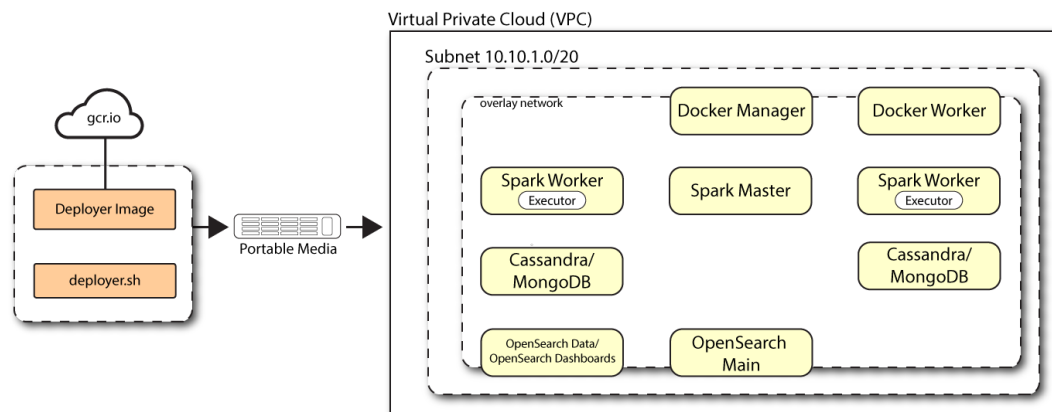 Virtual Private Cloud (VPC)
Subnet 10.10.1.0/20
overlay network
gcr.io
Deployer Image
deployer.sh
Portable Media
Docker Manager
Docker Worker
Spark Worker
Executor
Spark Master
Spark Worker
Executor
Cassandra/
MongoDB
Cassandra/
MongoDB
OpenSearch Data/
OpenSearch Dashboards
OpenSearch
Main